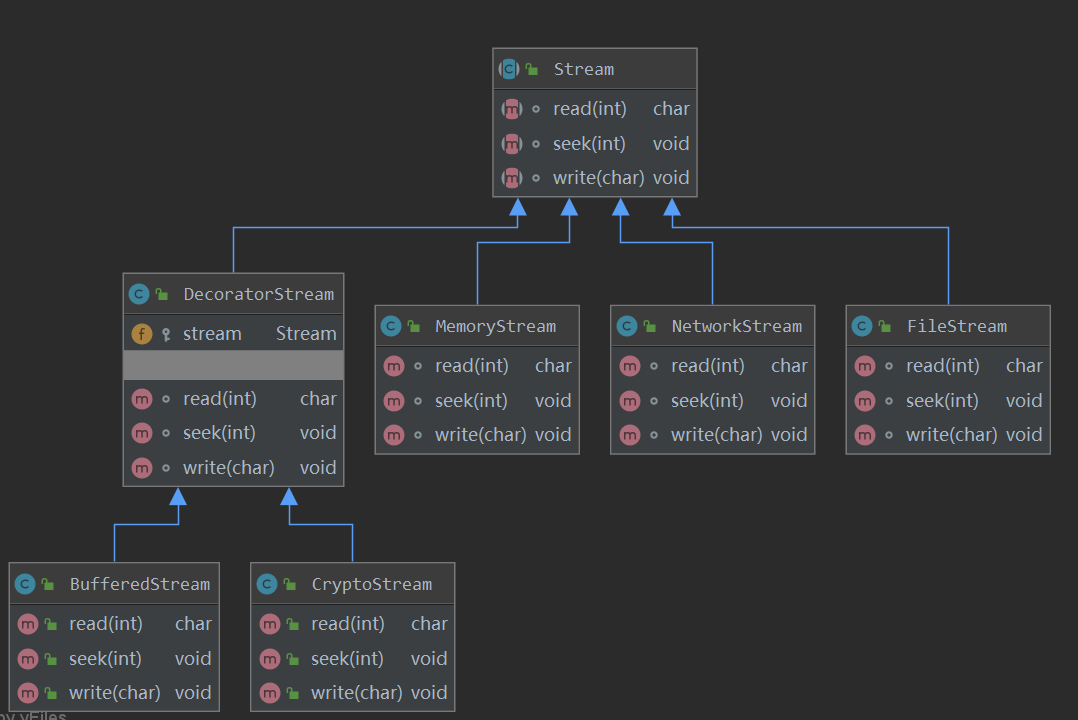 Stream
read(int) char
seek(int) void
write(char) void
DecoratorStream
stream Stream
read(int) char
seek(int) void
write(char) void
MemoryStream
read(int) char
seek(int) void
write(char) void
NetworkStream
read(int) char
seek(int) void
write(char) void
FileStream
read(int) char
seek(int) void
write(char) void
BufferedStream
read(int) char
seek(int) void
write(char) void
CryptoStream
read(int) char
seek(int) void
write(char) void